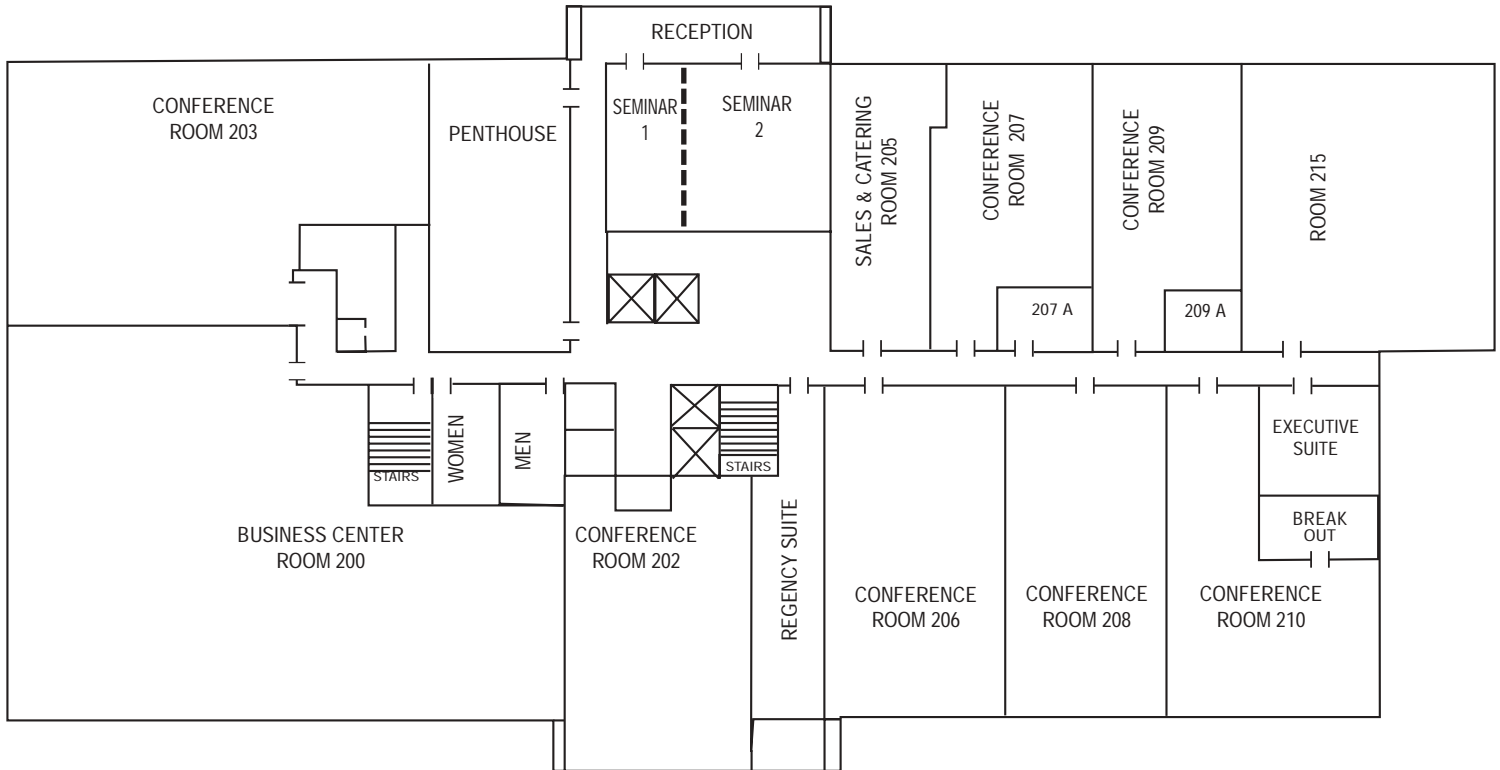 RECEPTION
CONFERENCE
ROOM 203
PENTHOUSE
SEMINAR
1
SEMINAR
2
SALES & CATERING
ROOM 205
CONFERENCE
ROOM 207
CONFERENCE
ROOM 209
ROOM 215
207 A
209 A
STAIRS
WOMEN
MEN
STAIRS
EXECUTIVE
SUITE
BREAK
OUT
BUSINESS CENTER
ROOM 200
CONFERENCE
ROOM 202
REGENCY SUITE
CONFERENCE
ROOM 206
CONFERENCE
ROOM 208
CONFERENCE
ROOM 210